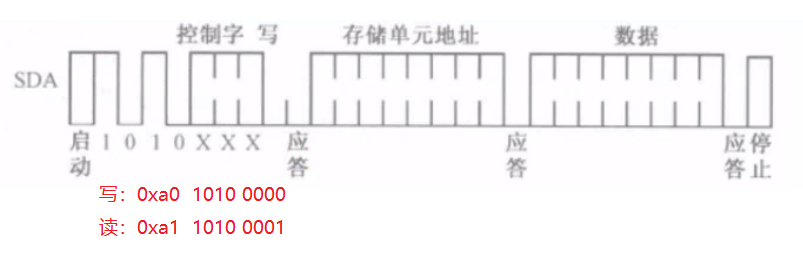 控制字 写 存储单元地址 数据
SDA
启动 1 0 1 0 X X X 应答 应答 应答 停止
写：0xa0 1010 0000
读：0xa1 1010 0001